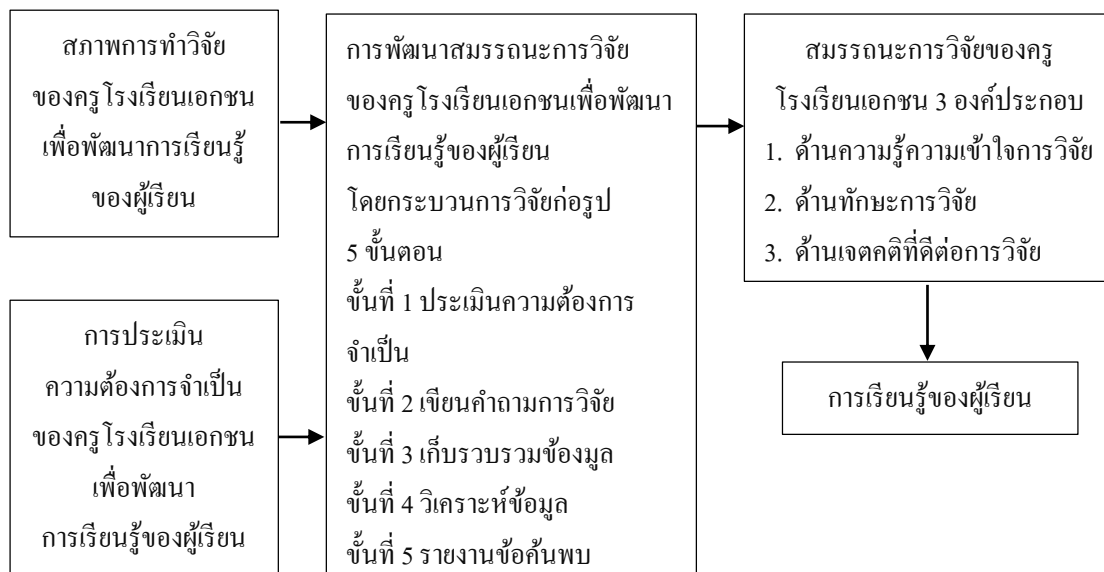 สภาพการทำวิจัย
ของครูโรงเรียนเอกชน
เพื่อพัฒนาการเรียนรู้
ของผู้เรียน
การประเมิน
ความต้องการจำเป็น
ของครูโรงเรียนเอกชน
เพื่อพัฒนา
การเรียนรู้ของผู้เรียน
การพัฒนาสมรรถนะการวิจัย
ของครูโรงเรียนเอกชนเพื่อพัฒนา
การเรียนรู้ของผู้เรียน
โดยกระบวนการวิจัยก่อรูป
5 ขั้นตอน
ขั้นที่ 1 ประเมินความต้องการ
จำเป็น
ขั้นที่ 2 เขียนคำถามการวิจัย
ขั้นที่ 3 เก็บรวบรวมข้องมูล
ขั้นที่ 4 วิเคราะห์ข้อมูล
ขั้นที่ 5 รายงานข้อค้นพบ
สมรรถนะการวิจัยของครู
โรงเรียนเอกชน 3 องค์ประกอบ
1. ด้านความรู้ความเข้าใจการวิจัย
2. ด้านทักษะการวิจัย
3. ด้านเจตคติที่ดีต่อการวิจัย
การเรียนรู้ของผู้เรียน